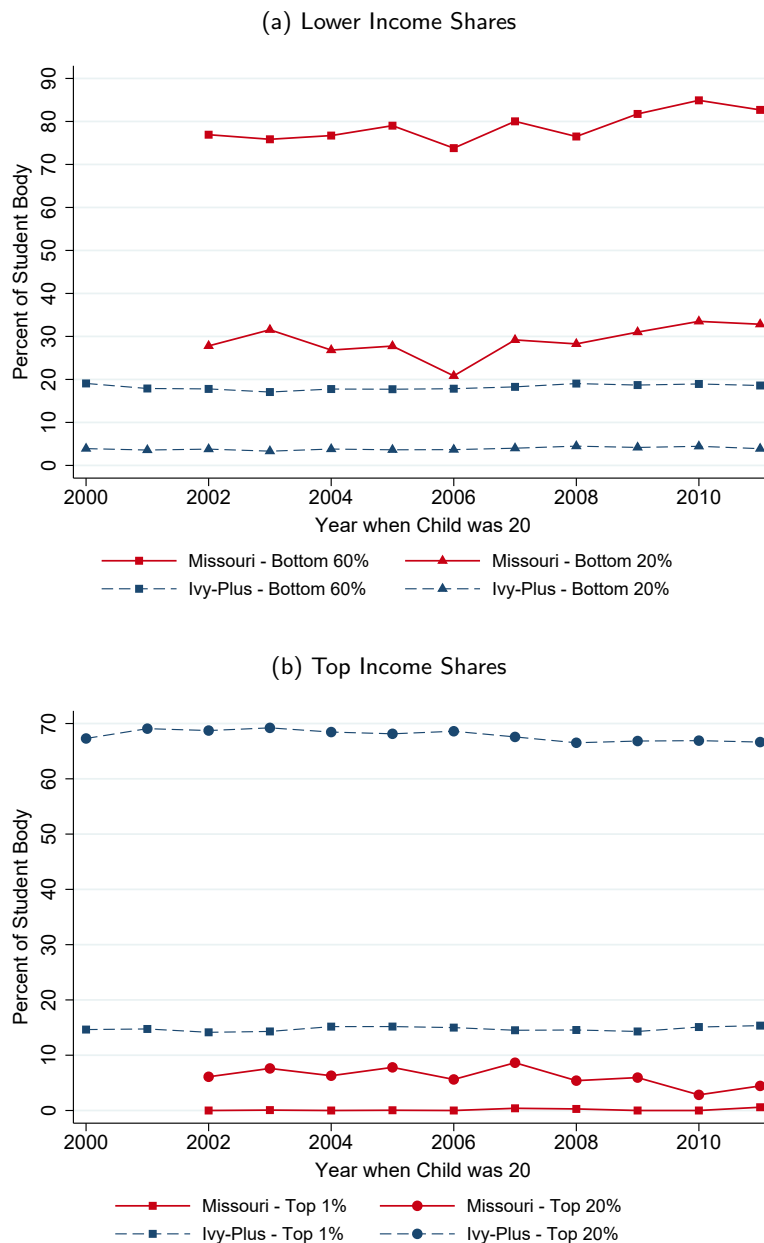 (a) Lower Income Shares
Percent of Student Body
90
80
70
60
50
40
30
20
10
0
2000 2002 2004 2006 2008 2010
Year when Child was 20
Missouri - Bottom 60% Missouri - Bottom 20%
Ivy-Plus - Bottom 60% Ivy-Plus - Bottom 20%
(b) Top Income Shares
Percent of Student Body
70
60
50
40
30
20
10
0
2000 2002 2004 2006 2008 2010
Year when Child was 20
Missouri - Top 1% Missouri - Top 20%
Ivy-Plus - Top 1% Ivy-Plus - Top 20%